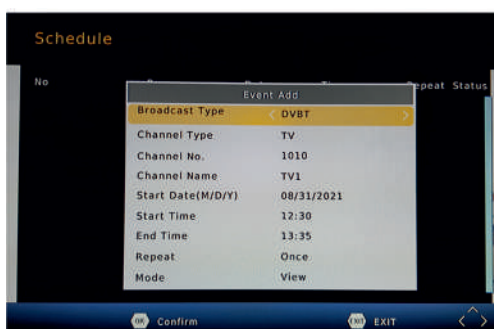 Schedule
No
Repeat Status
Event Add
Broadcast Type < DVBT >
Channel Type TV
Channel No. 1010
Channel Name TV1
Start Date(M/D/Y) 08/31/2021
Start Time 12:30
End Time 13:35
Repeat Once
Mode View
OK Confirm
EXIT EXIT